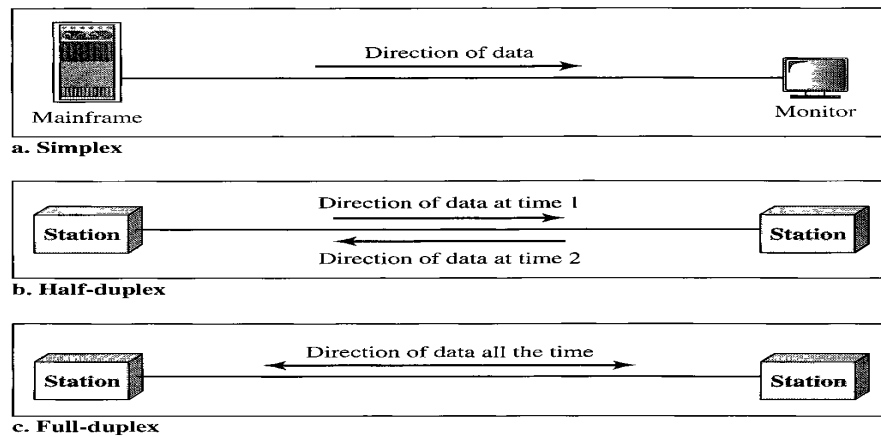 Direction of data
Mainframe
Monitor
a. Simplex
Direction of data at time 1
Station
Station
Direction of data at time 2
b. Half-duplex
Direction of data all the time
Station
Station
c. Full-duplex